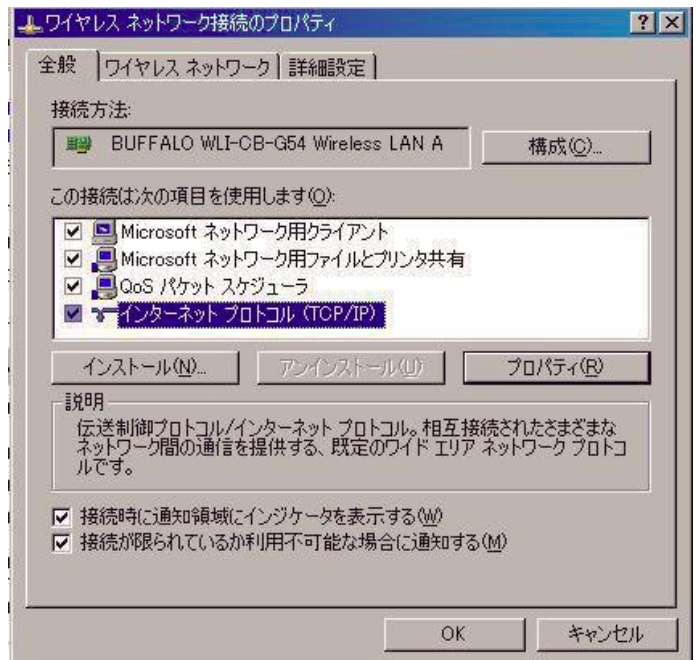 ワイヤレス ネットワーク接続のプロパティ
全般
ワイヤレス ネットワーク
詳細設定
接続方法:
BUFFALO WLI-CB-G54 Wireless LAN A
構成(C)...
この接続は次の項目を使用します(O):
Microsoft ネットワーク用クライアント
Microsoft ネットワーク用ファイルとプリンタ共有
QoS パケット スケジューラ
インターネット プロトコル (TCP/IP)
インストール(N)...
アンインストール(U)
プロパティ(R)
説明
伝送制御プロトコル/インターネット プロトコル。相互接続されたさまざまな
ネットワーク間の通信を提供する、既定のワイド エリア ネットワーク プロトコ
ルです。
接続時に通知領域にインジケータを表示する(W)
接続が限られているか利用不可能な場合に通知する(M)
OK
キャンセル